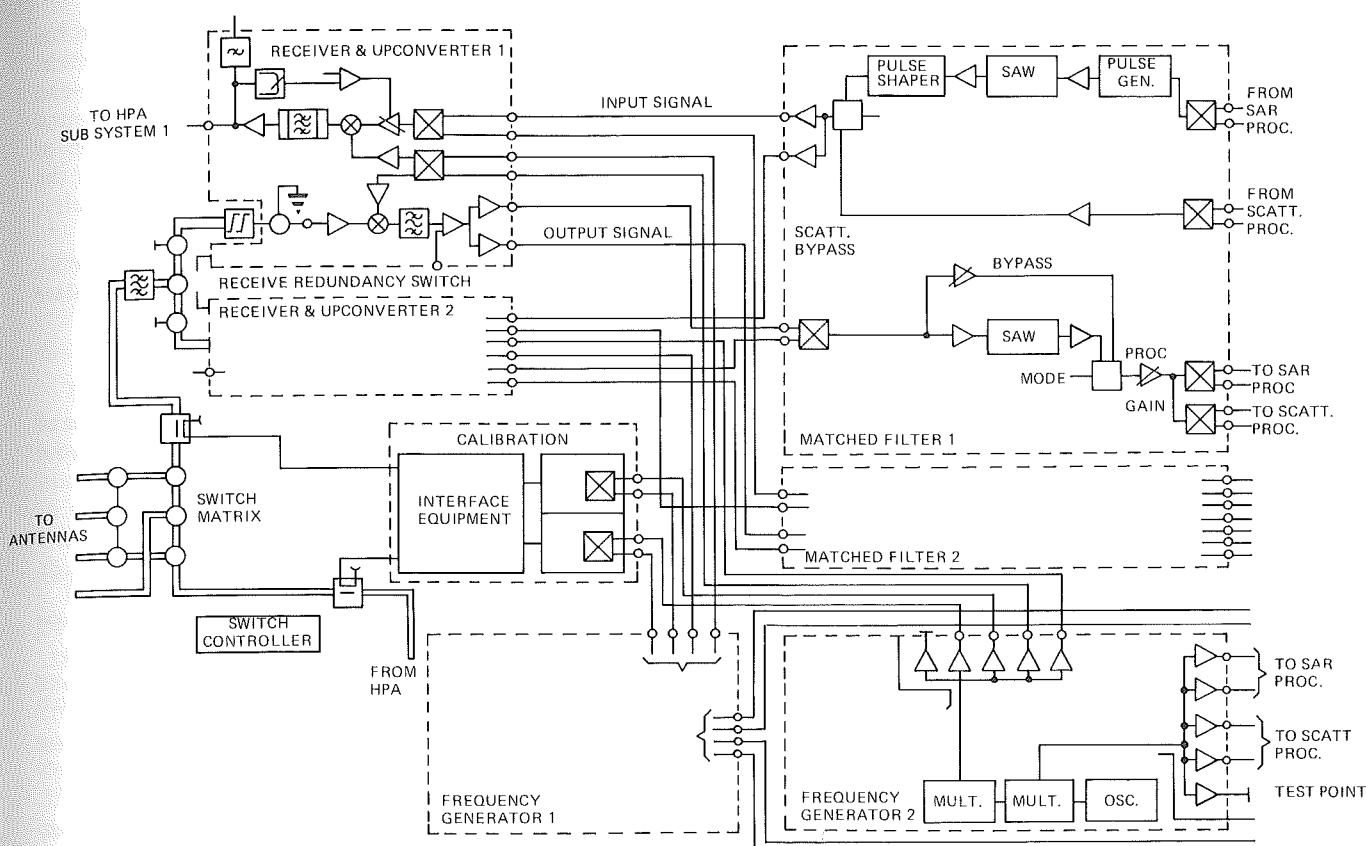 RECEIVER & UPCONVERTER 1
TO HPA
SUB SYSTEM 1
INPUT SIGNAL
OUTPUT SIGNAL
RECEIVE REDUNDANCY SWITCH
RECEIVER & UPCONVERTER 2
PULSE
SHAPER
SAW
PULSE
GEN.
FROM
SAR
PROC.
FROM
SCATT.
PROC.
SCATT.
BYPASS
BYPASS
SAW
MODE
PROC
GAIN
TO SAR
PROC
TO SCATT.
PROC.
MATCHED FILTER 1
MATCHED FILTER 2
CALIBRATION
INTERFACE
EQUIPMENT
SWITCH
MATRIX
TO
ANTENNAS
SWITCH
CONTROLLER
FROM
HPA
FREQUENCY
GENERATOR 1
FREQUENCY
GENERATOR 2
MULT.
MULT.
OSC.
TO SAR
PROC.
TO SCATT
PROC.
TEST POINT